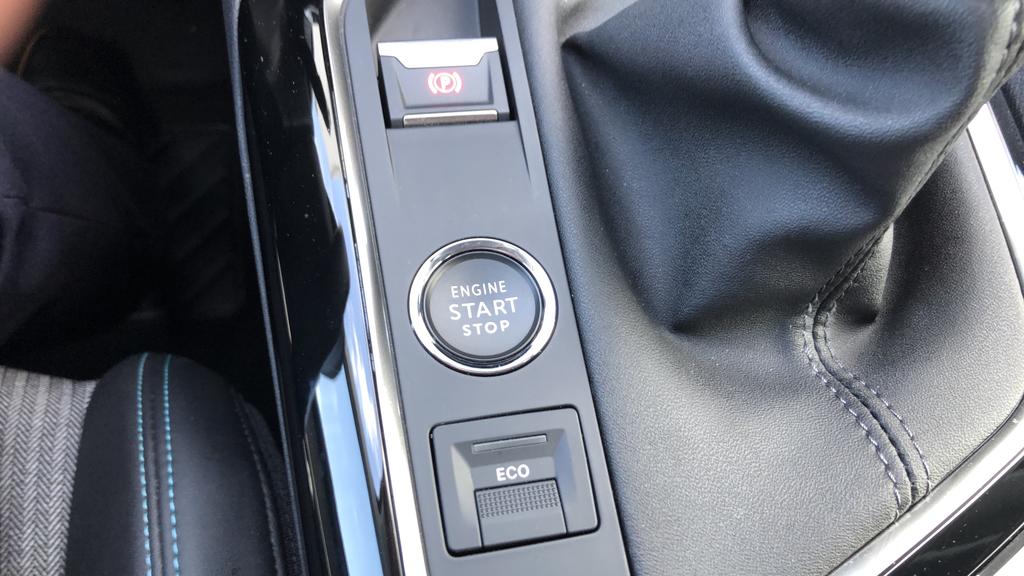 P
ENGINE
START
STOP
ECO